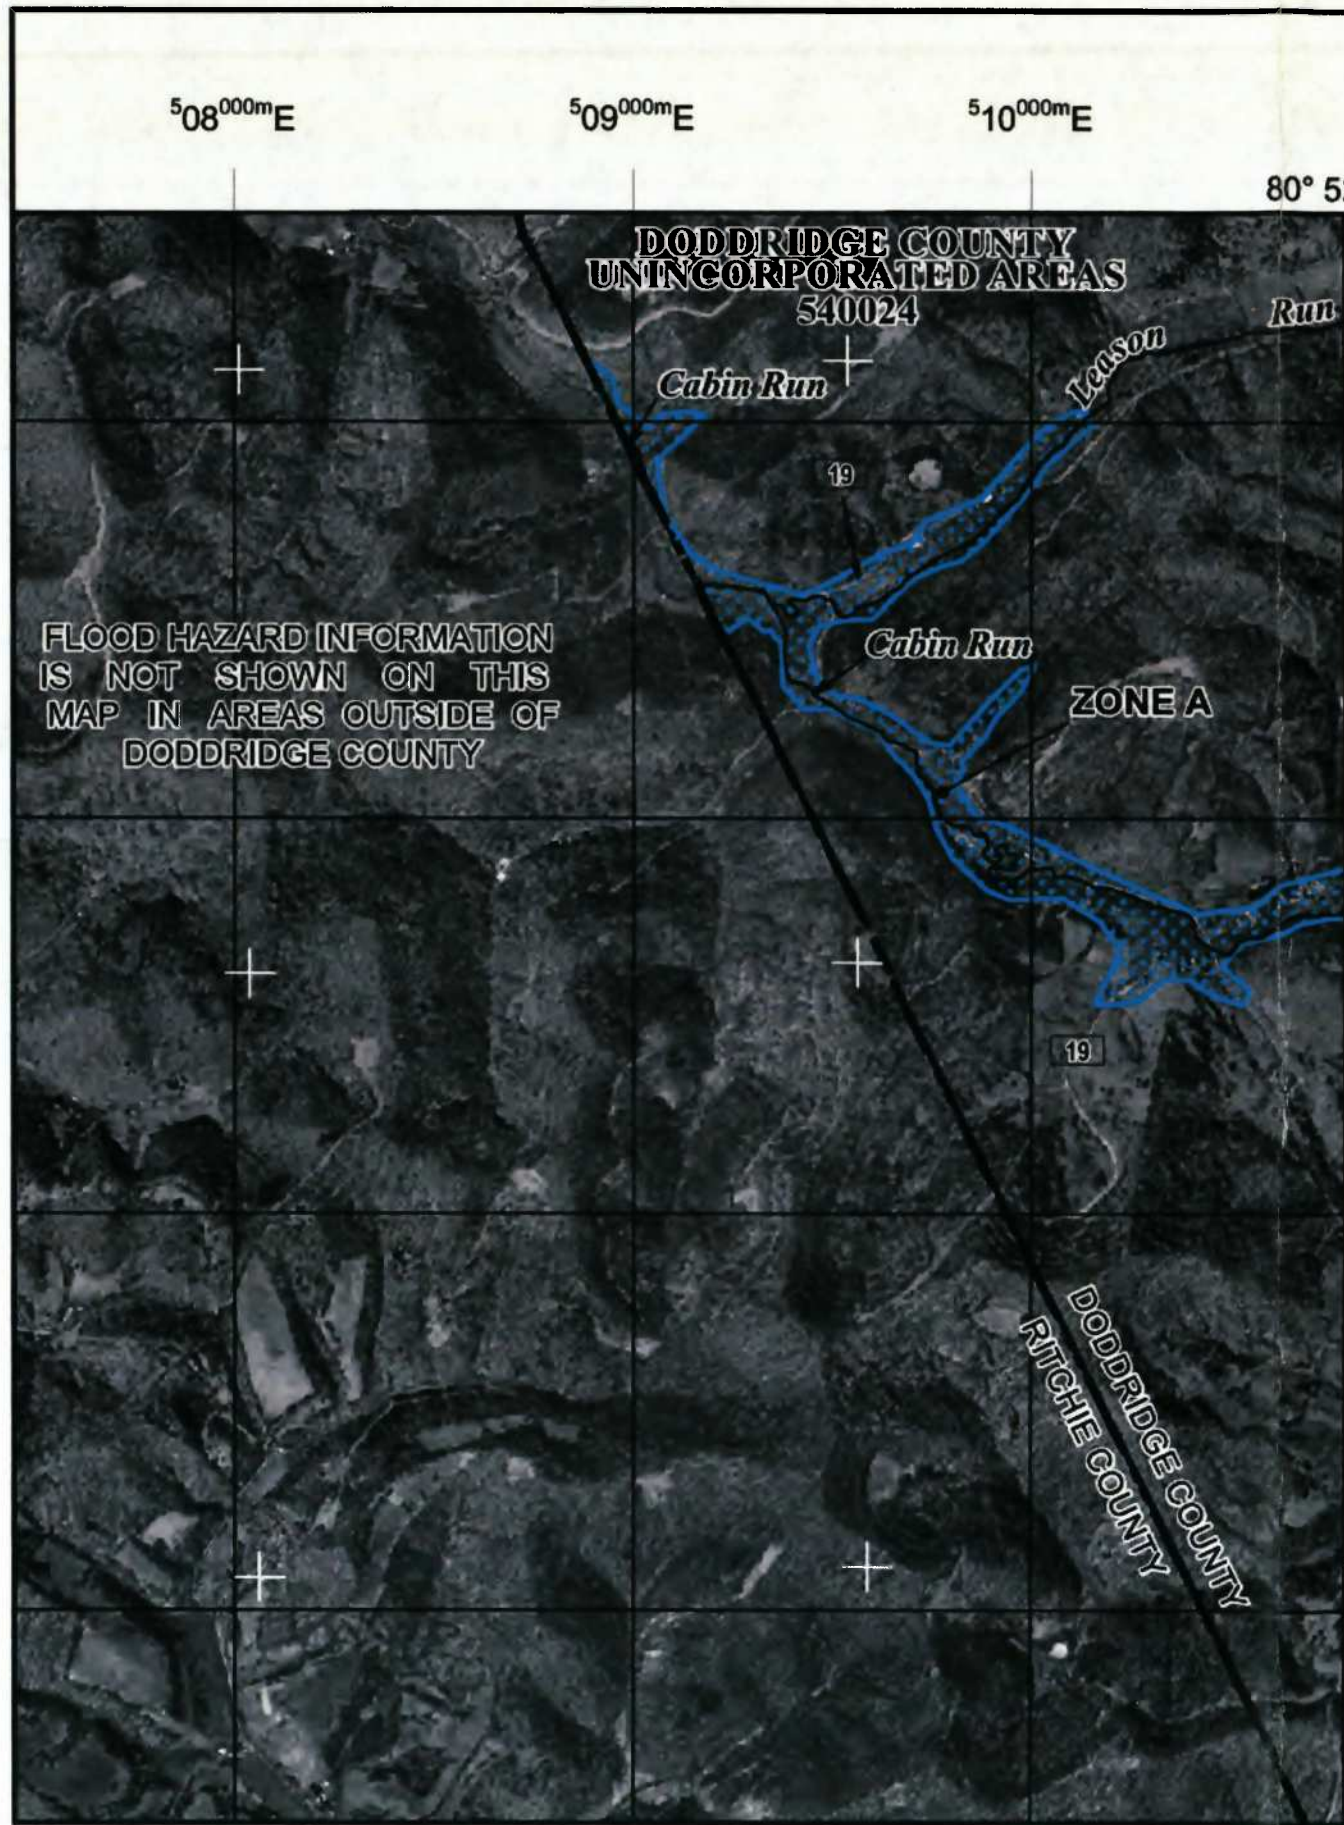 508000mE 509000mE 510000mE
80° 5
DODDRIDGE COUNTY
UNINCORPORATED AREAS
540024
Run
Leason
Cabin Run
19
FLOOD HAZARD INFORMATION
IS NOT SHOWN ON THIS
MAP IN AREAS OUTSIDE OF
DODDRIDGE COUNTY
Cabin Run
ZONE A
19
DODDRIDGE COUNTY
RITCHIE COUNTY